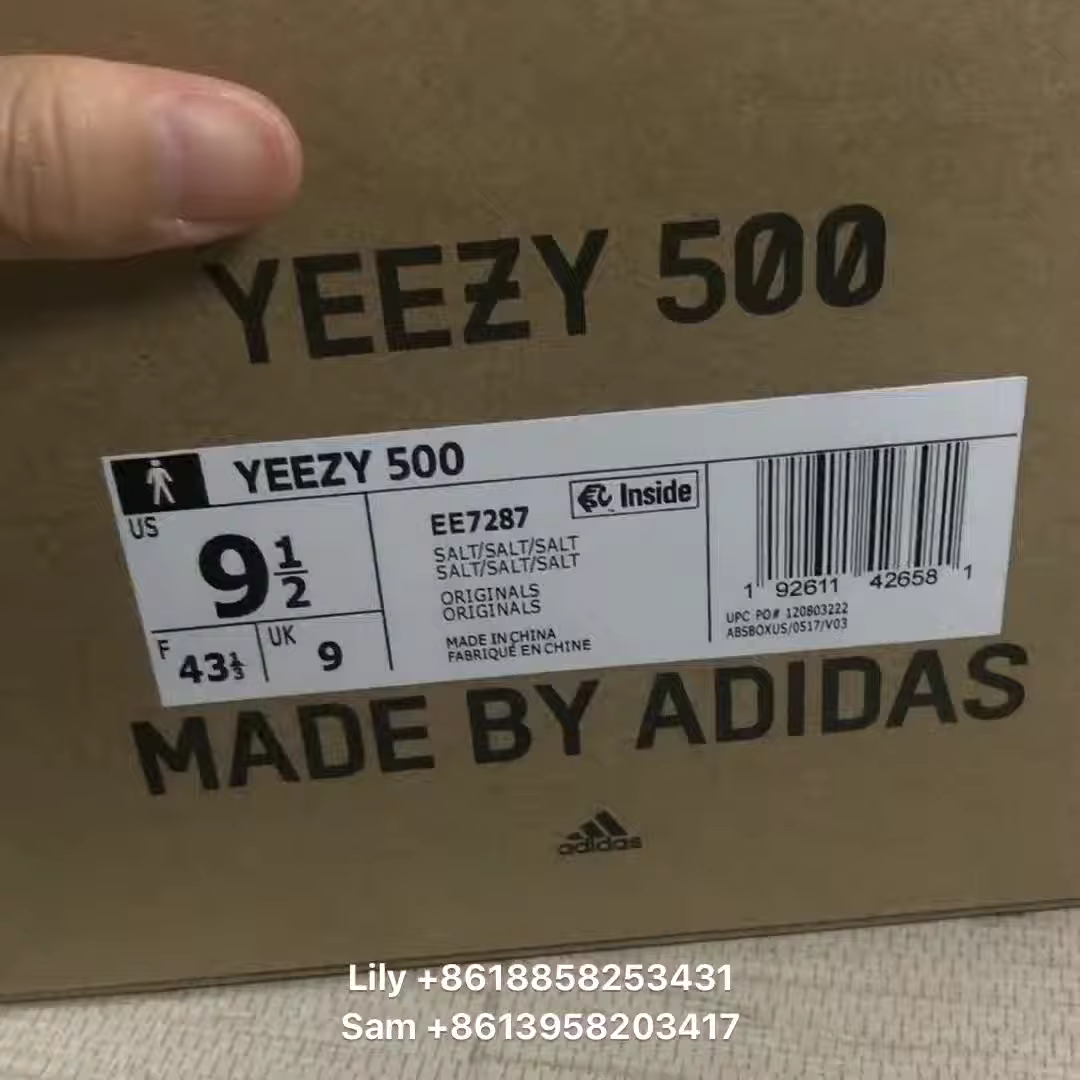 YEEZY 500
YEEZY 500
US
9 1/2
F
43 1/3
UK
9
EE7287
Inside
SALT/SALT/SALT
SALT/SALT/SALT
ORIGINALS
ORIGINALS
MADE IN CHINA
FABRIQUÉ EN CHINE
1 92611 42658 1
UPC PO# 120803222
ABSBOXUS/0517/V03
MADE BY ADIDAS
adidas
Lily +8618858253431
Sam +8613958203417